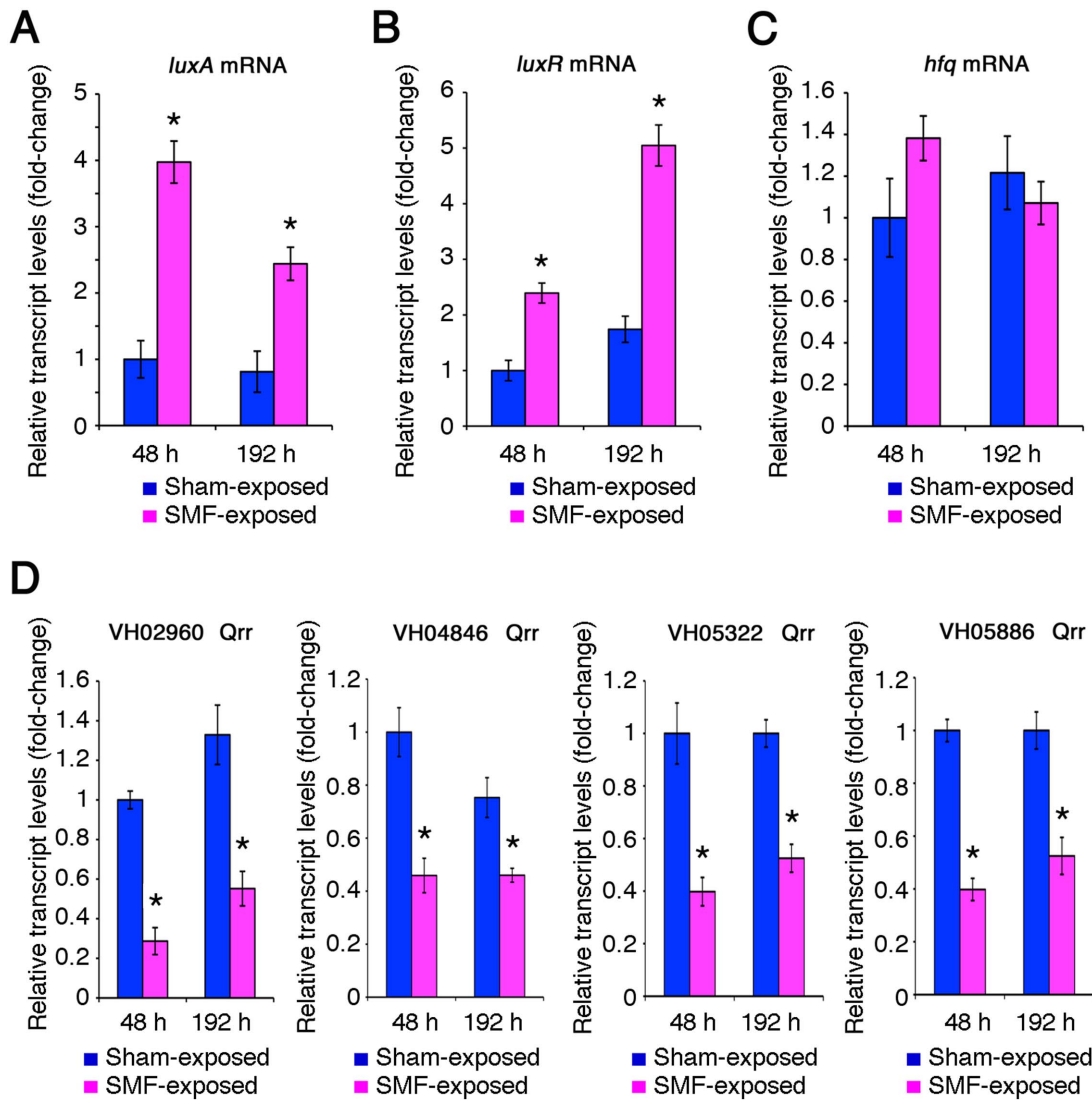 A
luxA mRNA
Relative transcript levels (fold-change)
5
4
3
2
1
0
*
*
48 h 192 h
Sham-exposed
SMF-exposed
B
luxR mRNA
Relative transcript levels (fold-change)
6
5
4
3
2
1
0
*
*
48 h 192 h
Sham-exposed
SMF-exposed
C
hfq mRNA
Relative transcript levels (fold-change)
1.6
1.4
1.2
1
0.8
0.6
0.4
0.2
0
48 h 192 h
Sham-exposed
SMF-exposed
D
VH02960 Qrr
Relative transcript levels (fold-change)
1.6
1.4
1.2
1
0.8
0.6
0.4
0.2
0
*
*
48 h 192 h
Sham-exposed
SMF-exposed
VH04846 Qrr
Relative transcript levels (fold-change)
1.2
1
0.8
0.6
0.4
0.2
0
*
*
48 h 192 h
Sham-exposed
SMF-exposed
VH05322 Qrr
Relative transcript levels (fold-change)
1.2
1
0.8
0.6
0.4
0.2
0
*
*
48 h 192 h
Sham-exposed
SMF-exposed
VH05886 Qrr
Relative transcript levels (fold-change)
1.2
1
0.8
0.6
0.4
0.2
0
*
*
48 h 192 h
Sham-exposed
SMF-exposed